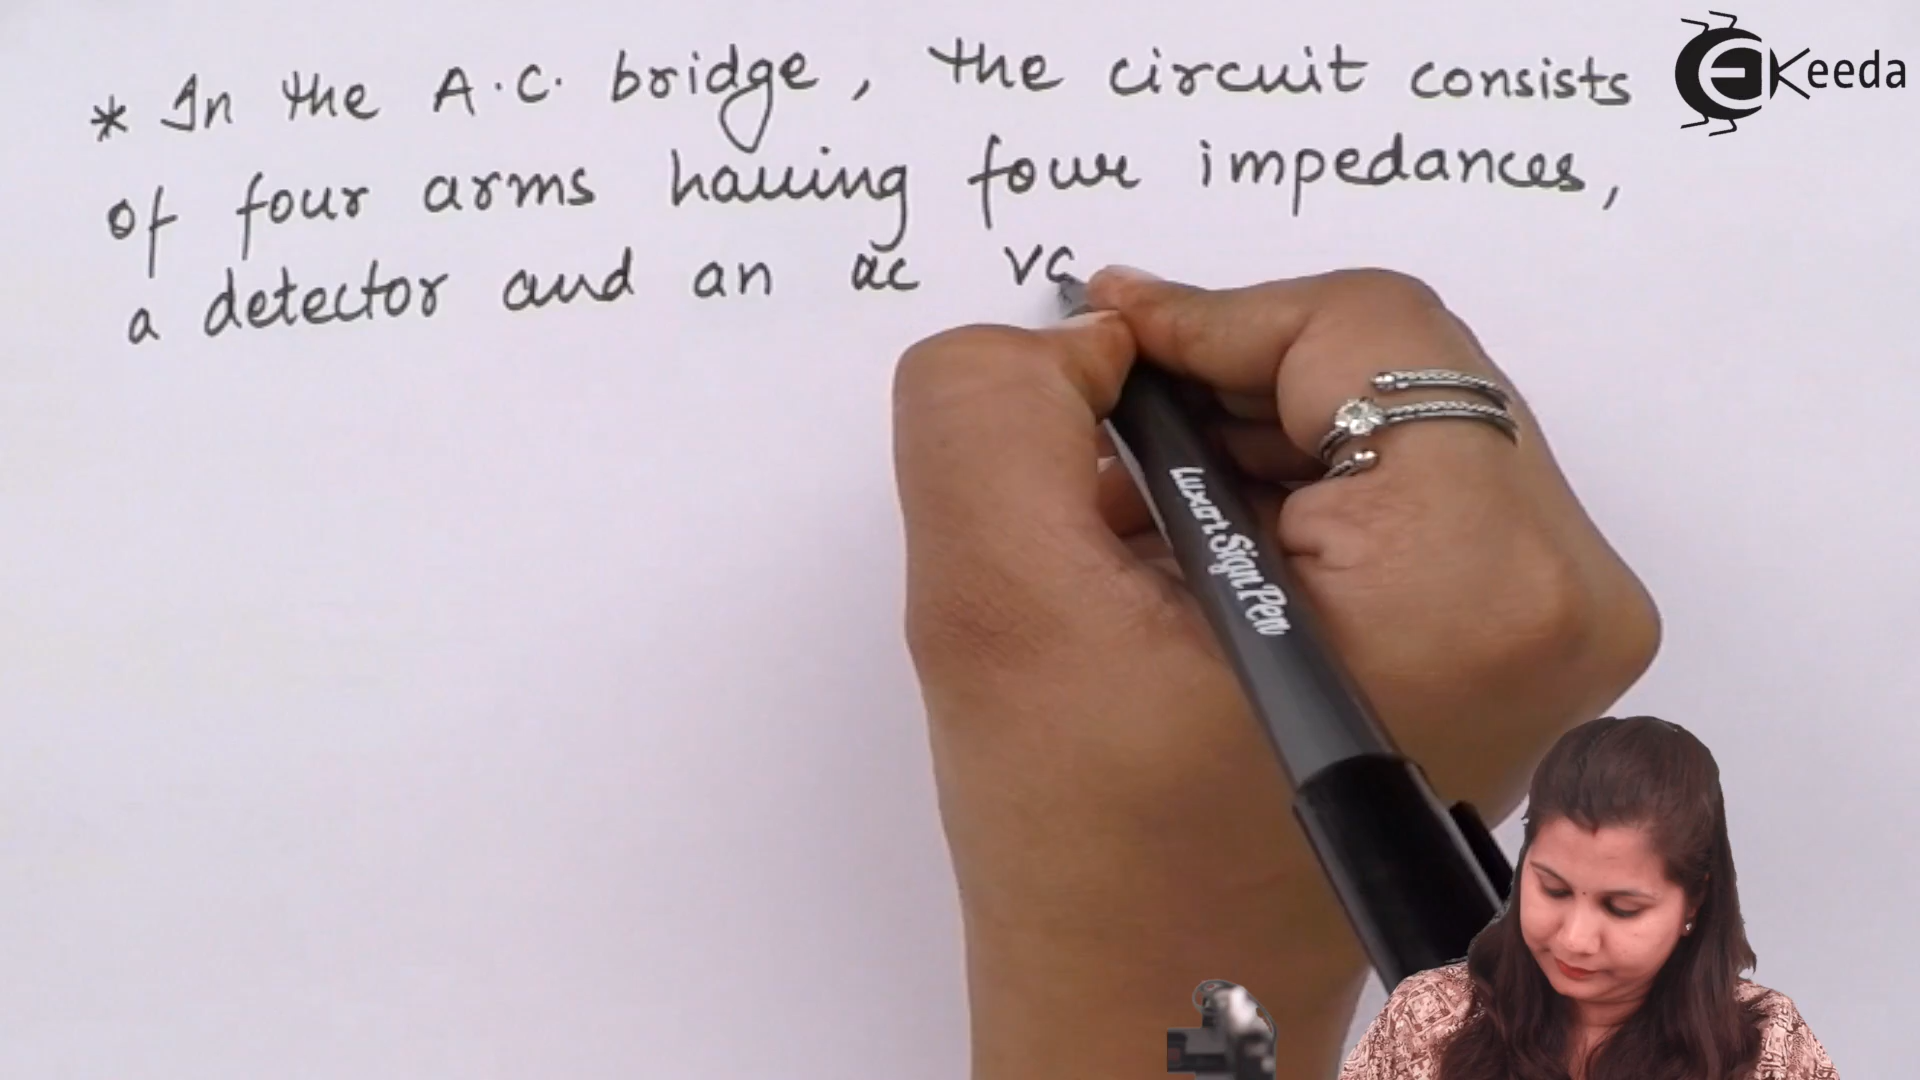 * In the A.C. bridge, the circuit consists
of four arms having four impedances,
a detector and an ac
Keeda
Luxor Sign Pen